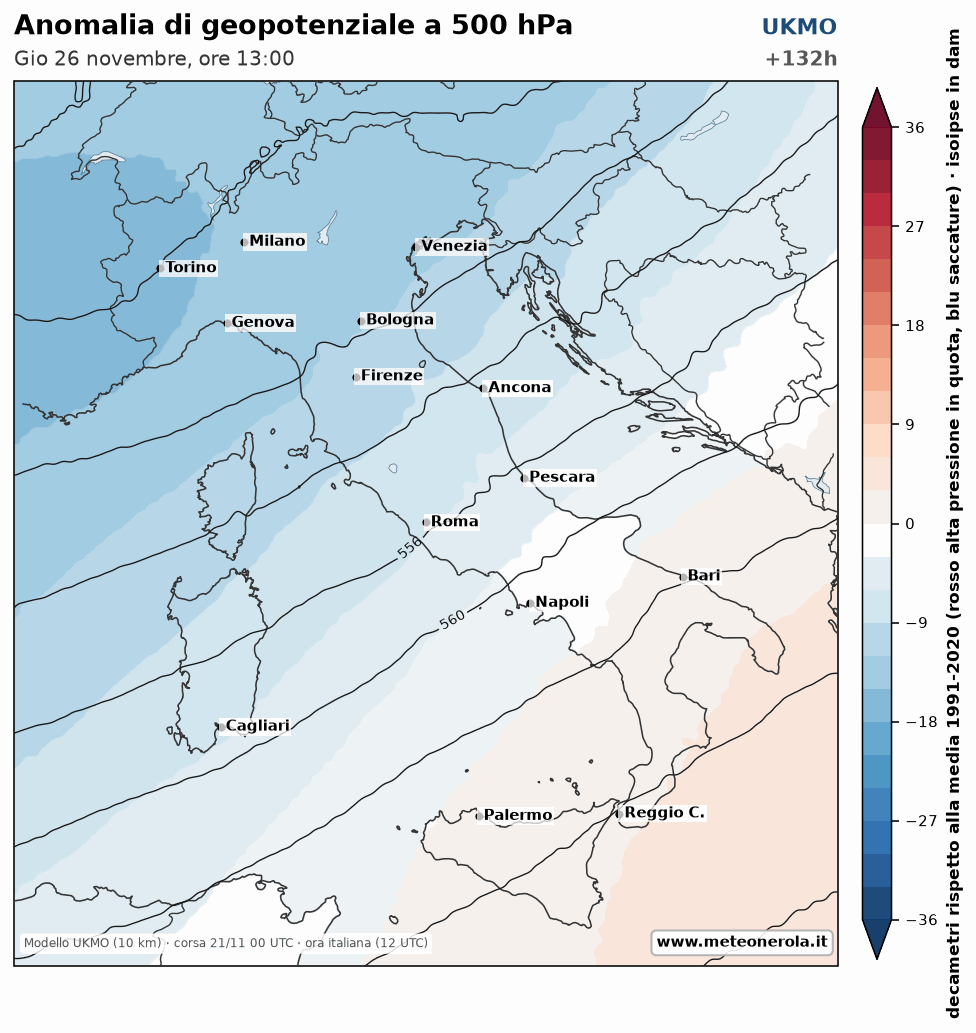 Anomalia di geopotenziale a 500 hPa
UKMO
Gio 26 novembre, ore 13:00
+132h
Milano
Venezia
Torino
Genova
Bologna
Firenze
Ancona
Pescara
Roma
556
Bari
Napoli
560
Cagliari
Palermo
Reggio C.
Modello UKMO (10 km) · corsa 21/11 00 UTC · ora italiana (12 UTC)
www.meteonerola.it
36
27
18
9
0
−9
−18
−27
−36
decametri rispetto alla media 1991-2020 (rosso alta pressione in quota, blu saccature) · isoipse in dam